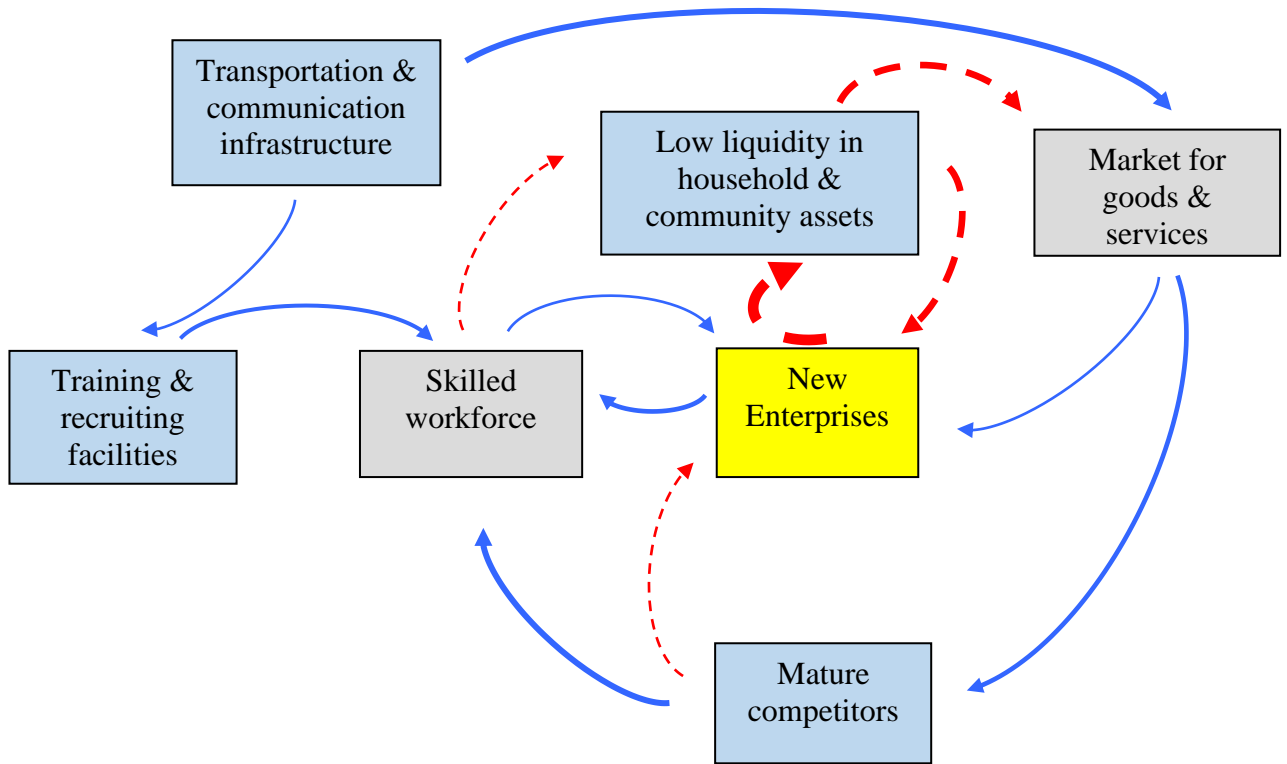 Transportation &
communication
infrastructure
Low liquidity in
household &
community assets
Market for
goods &
services
Training &
recruiting
facilities
Skilled
workforce
New
Enterprises
Mature
competitors